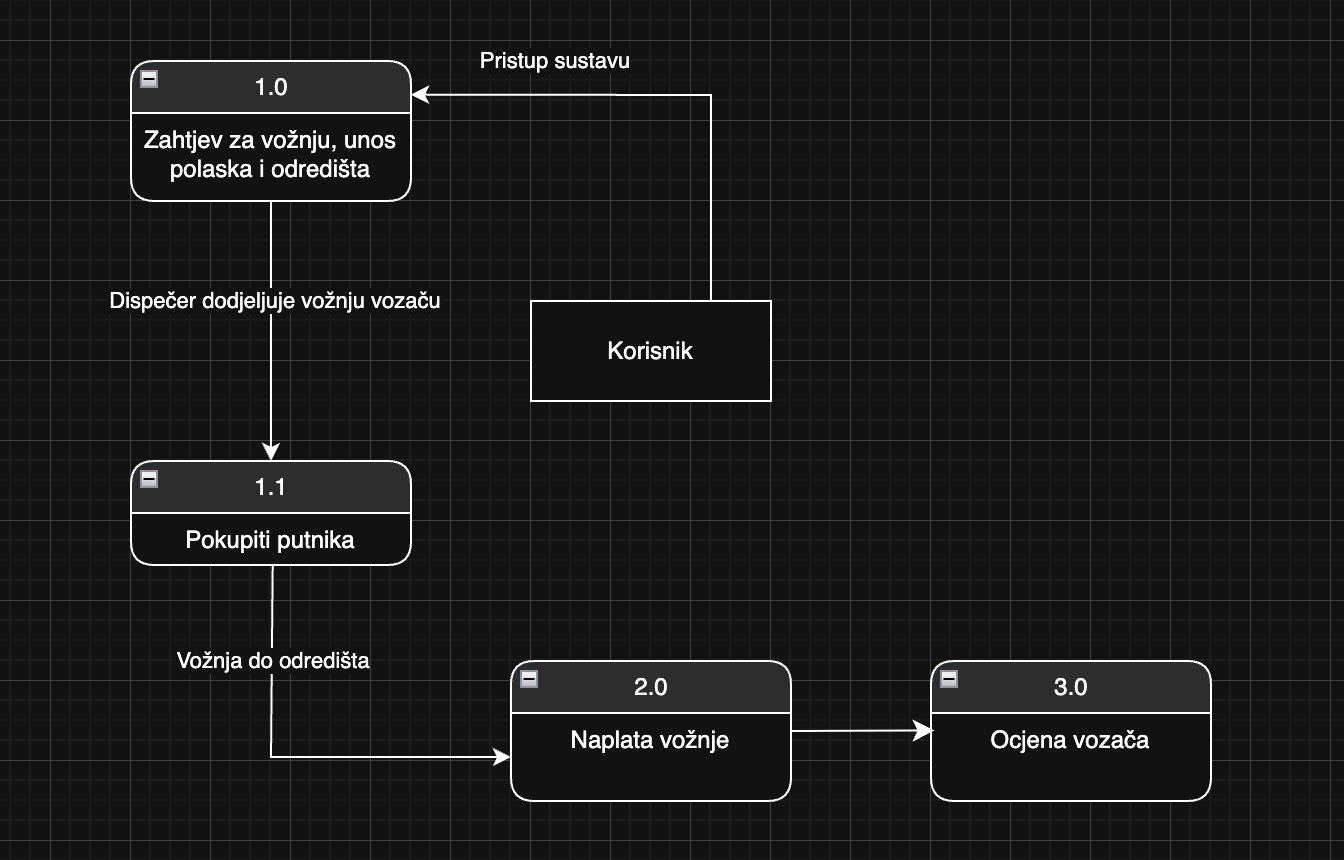 Pristup sustavu
1.0
Zahtjev za vožnju, unos
polaska i odredišta
Dispečer dodjeljuje vožnju vozaču
Korisnik
1.1
Pokupiti putnika
Vožnja do odredišta
2.0
Naplata vožnje
3.0
Ocjena vozača